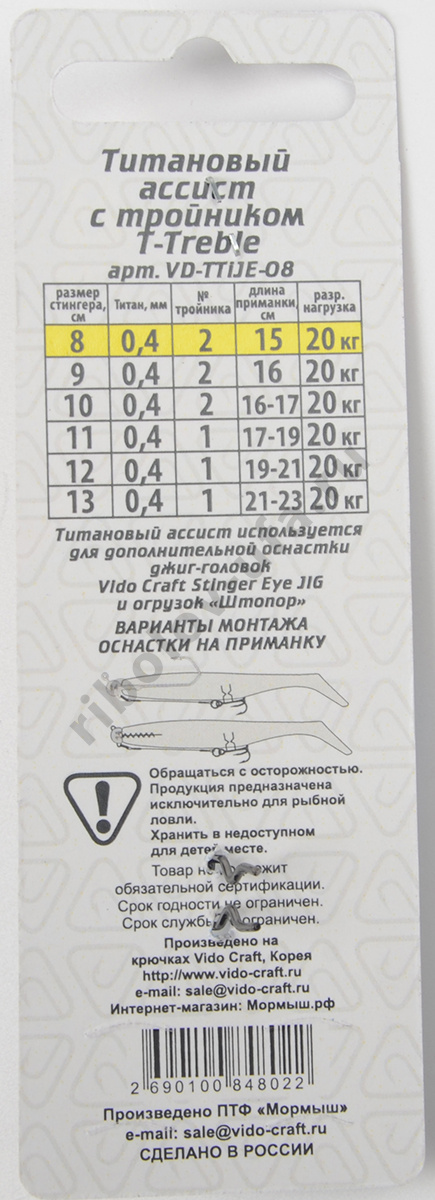 Титановый
ассист
с тройником
T-Treble
арт. VD-TTIJE-08
размер стингера, см Титан, мм № тройника длина приманки, см разр. нагрузка
8 0,4 2 15 20 кг
9 0,4 2 16 20 кг
10 0,4 2 16-17 20 кг
11 0,4 1 17-19 20 кг
12 0,4 1 19-21 20 кг
13 0,4 1 21-23 20 кг
Титановый ассист используется
для дополнительной оснастки
джиг-головок
Vido Craft Stinger Eye JIG
и огрузок «Штопор»
ВАРИАНТЫ МОНТАЖА
ОСНАСТКИ НА ПРИМАНКУ
Обращаться с осторожностью.
Продукция предназначена
исключительно для рыбной
ловли.
Хранить в недоступном
для детей месте.
Товар не
обязательной сертификации.
Срок годности не ограничен.
Срок службы ограничен.
Произведено на
крючках Vido Craft, Корея
http://www.vido-craft.ru
e-mail: sale@vido-craft.ru
Интернет-магазин: Мормыш.рф
2 690100 848022
Произведено ПТФ «Мормыш»
e-mail: sale@vido-craft.ru
СДЕЛАНО В РОССИИ